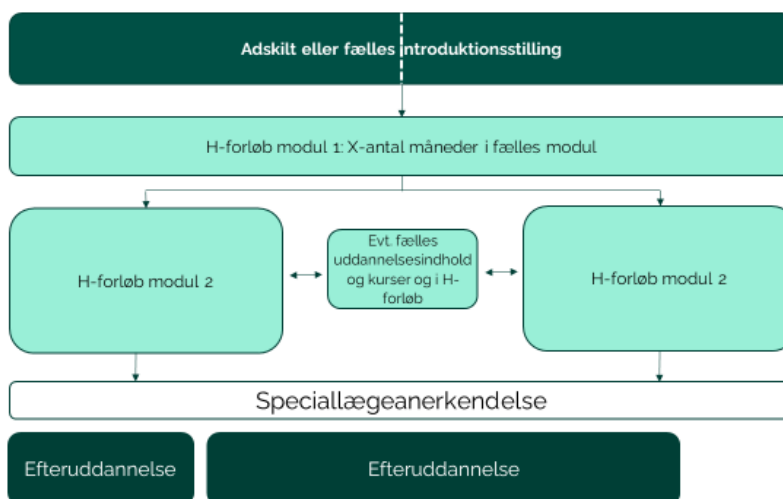 Adskilt eller fælles introduktionsstilling
H-forløb modul 1: X-antal måneder i fælles modul
H-forløb modul 2
Evt. fælles
uddannelsesindhold
og kurser og i H-
forløb
H-forløb modul 2
Speciallægeanerkendelse
Efteruddannelse
Efteruddannelse